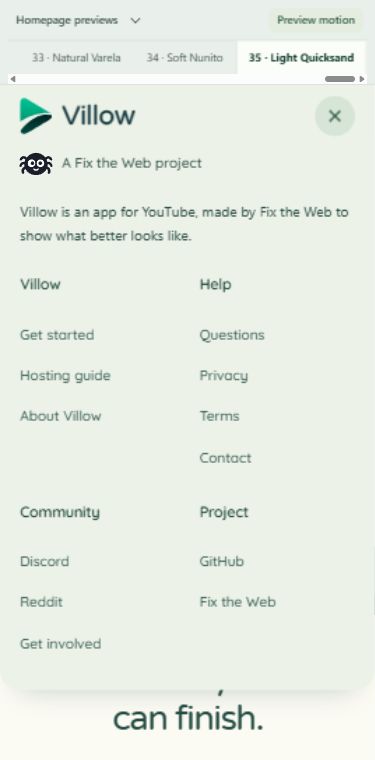 Homepage previews
Preview motion
33 · Natural Varela
34 · Soft Nunito
35 · Light Quicksand
Villow
A Fix the Web project
Villow is an app for YouTube, made by Fix the Web to
show what better looks like.
Villow
Get started
Hosting guide
About Villow
Help
Questions
Privacy
Terms
Contact
Community
Discord
Reddit
Get involved
Project
GitHub
Fix the Web
can finish.